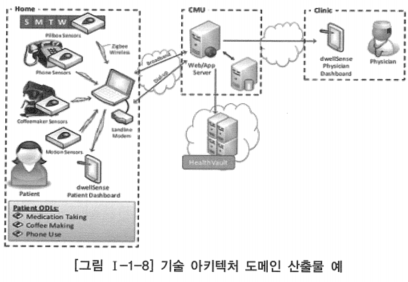 Home
CMU
Clinic
S M T W
Pillbox Sensors
Zigbee
Wireless
Phone Sensors
Broadband
Dialup
Web/App
Server
dwellSense
Physician
Dashboard
Physician
Coffeemaker Sensors
Landline
Modem
Motion Sensors
HealthVault
Patient
dwellSense
Patient Dashboard
Patient ODLs:
Medication Taking
Coffee Making
Phone Use
[그림 Ⅰ-1-8] 기술 아키텍처 도메인 산출물 예